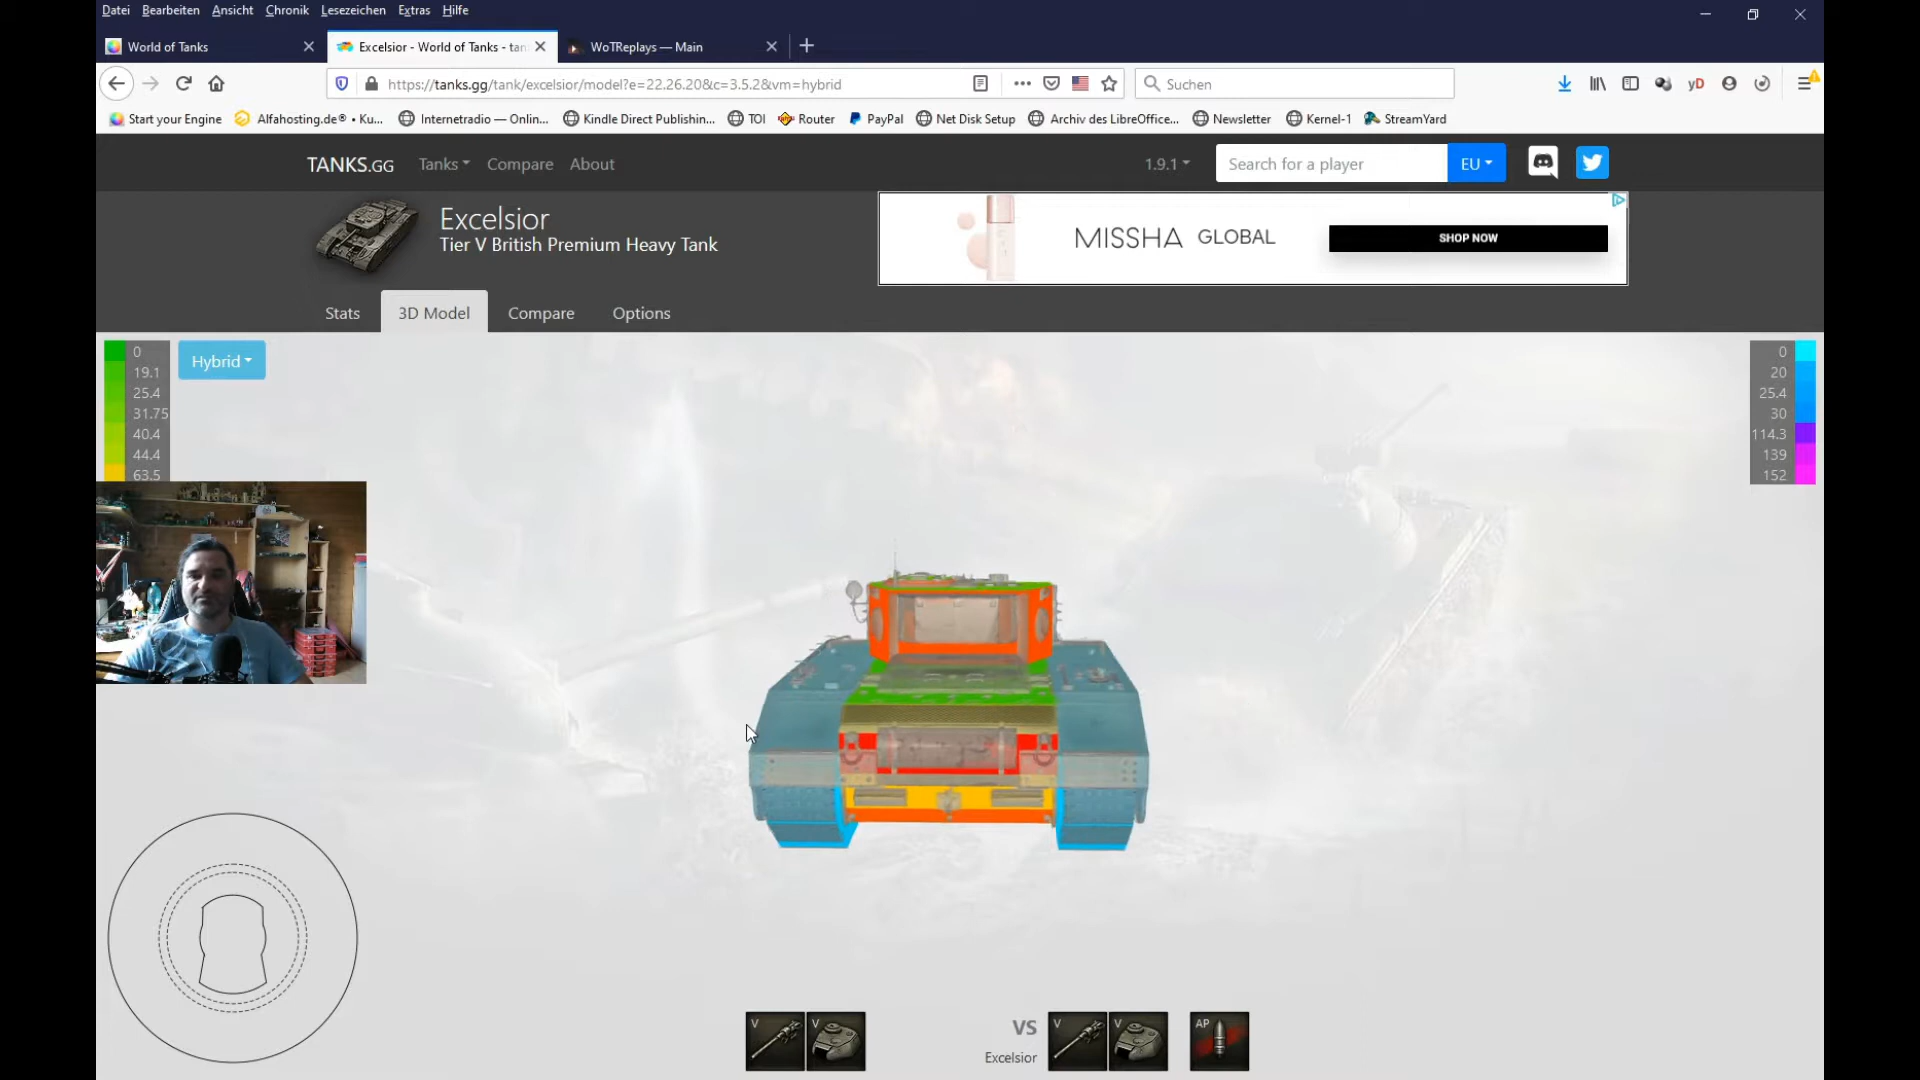 Datei Bearbeiten Ansicht Chronik Lesezeichen Extras Hilfe
World of Tanks
Excelsior - World of Tanks - tan
WoTReplays — Main
https://tanks.gg/tank/excelsior/model?e=22.26.20&c=3.5.2&vm=hybrid
Suchen
yD
Start your Engine
Alfahosting.de® • Ku...
Internetradio — Onlin...
Kindle Direct Publishin...
TOI
Router
PayPal
Net Disk Setup
Archiv des LibreOffice...
Newsletter
Kernel-1
StreamYard
TANKS.GG
Tanks
Compare
About
1.9.1
Search for a player
EU
Excelsior
Tier V British Premium Heavy Tank
MISSHA GLOBAL
SHOP NOW
Stats
3D Model
Compare
Options
0
19.1
25.4
31.75
40.4
44.4
63.5
Hybrid
0
20
25.4
30
114.3
139
152
V
V
VS
Excelsior
V
V
AP